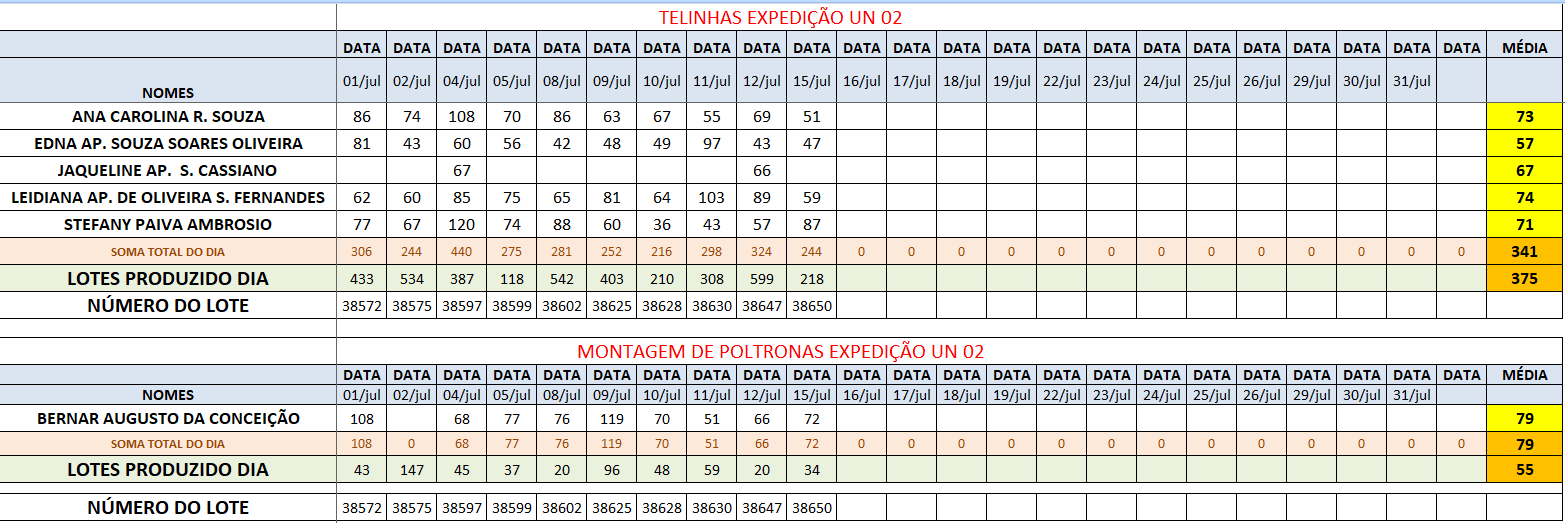 TELINHAS EXPEDIÇÃO UN 02
DATA DATA DATA DATA DATA DATA DATA DATA DATA DATA DATA DATA DATA DATA DATA DATA DATA DATA DATA DATA DATA DATA DATA MÉDIA
NOMES 01/jul 02/jul 04/jul 05/jul 08/jul 09/jul 10/jul 11/jul 12/jul 15/jul 16/jul 17/jul 18/jul 19/jul 22/jul 23/jul 24/jul 25/jul 26/jul 29/jul 30/jul 31/jul
ANA CAROLINA R. SOUZA 86 74 108 70 86 63 67 55 69 51 73
EDNA AP. SOUZA SOARES OLIVEIRA 81 43 60 56 42 48 49 97 43 47 57
JAQUELINE AP. S. CASSIANO 67 66 67
LEIDIANA AP. DE OLIVEIRA S. FERNANDES 62 60 85 75 65 81 64 103 89 59 74
STEFANY PAIVA AMBROSIO 77 67 120 74 88 60 36 43 57 87 71
SOMA TOTAL DO DIA 306 244 440 275 281 252 216 298 324 244 0 0 0 0 0 0 0 0 0 0 0 0 0 341
LOTES PRODUZIDO DIA 433 534 387 118 542 403 210 308 599 218 375
NÚMERO DO LOTE 38572 38575 38597 38599 38602 38625 38628 38630 38647 38650
MONTAGEM DE POLTRONAS EXPEDIÇÃO UN 02
DATA DATA DATA DATA DATA DATA DATA DATA DATA DATA DATA DATA DATA DATA DATA DATA DATA DATA DATA DATA DATA DATA DATA MÉDIA
NOMES 01/jul 02/jul 04/jul 05/jul 08/jul 09/jul 10/jul 11/jul 12/jul 15/jul 16/jul 17/jul 18/jul 19/jul 22/jul 23/jul 24/jul 25/jul 26/jul 29/jul 30/jul 31/jul
BERNAR AUGUSTO DA CONCEIÇÃO 108 68 77 76 119 70 51 66 72 79
SOMA TOTAL DO DIA 108 0 68 77 76 119 70 51 66 72 0 0 0 0 0 0 0 0 0 0 0 0 0 79
LOTES PRODUZIDO DIA 43 147 45 37 20 96 48 59 20 34 55
NÚMERO DO LOTE 38572 38575 38597 38599 38602 38625 38628 38630 38647 38650